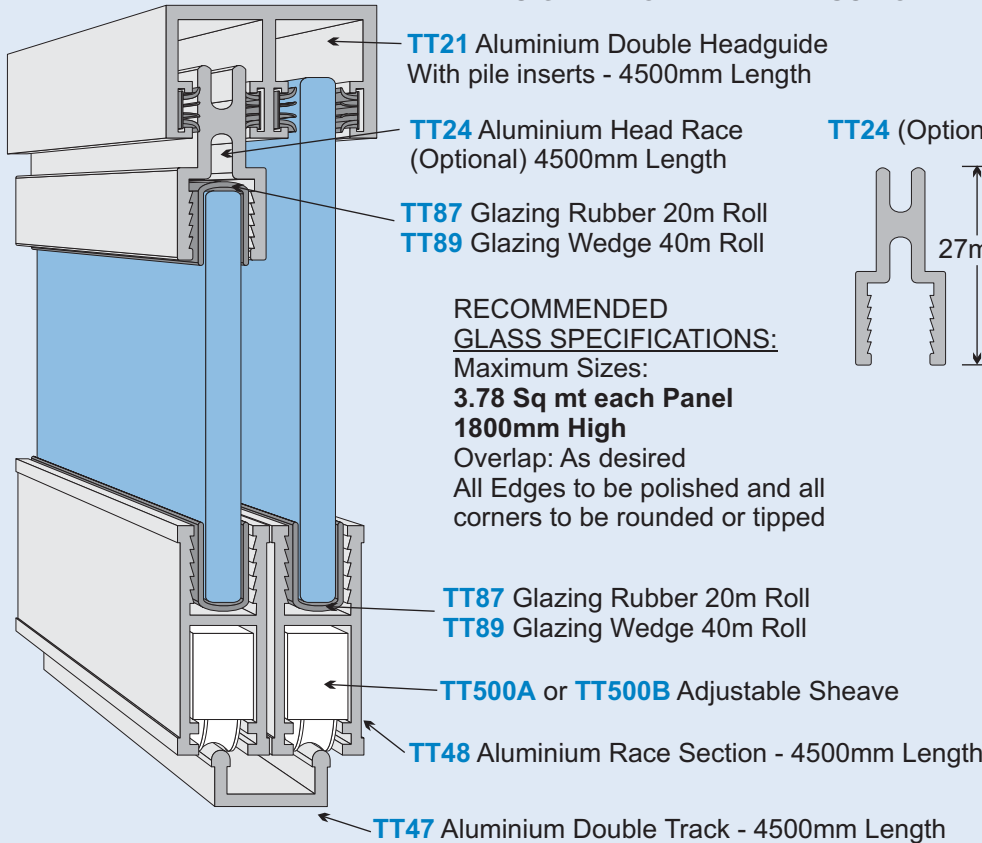 TT21 Aluminium Double Headguide
With pile inserts - 4500mm Length
TT24 Aluminium Head Race
(Optional) 4500mm Length
TT24 (Option
27m
TT87 Glazing Rubber 20m Roll
TT89 Glazing Wedge 40m Roll
RECOMMENDED
GLASS SPECIFICATIONS:
Maximum Sizes:
3.78 Sq mt each Panel
1800mm High
Overlap: As desired
All Edges to be polished and all
corners to be rounded or tipped
TT87 Glazing Rubber 20m Roll
TT89 Glazing Wedge 40m Roll
TT500A or TT500B Adjustable Sheave
TT48 Aluminium Race Section - 4500mm Length
TT47 Aluminium Double Track - 4500mm Length